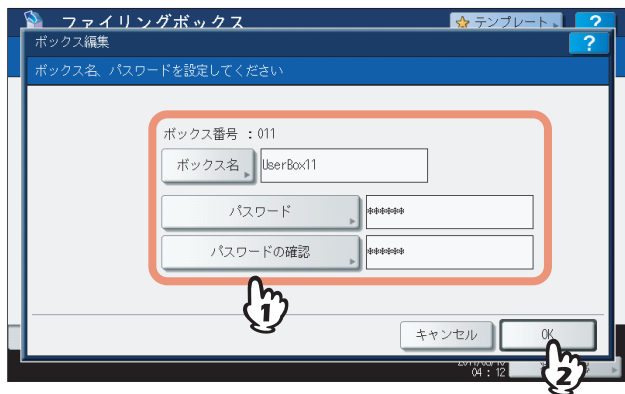 ファイリングボックス
テンプレート
?
ボックス編集
?
ボックス名、パスワードを設定してください
ボックス番号 :011
ボックス名
UserBox11
パスワード
******
パスワードの確認
******
1
キャンセル
OK
04 : 12
2